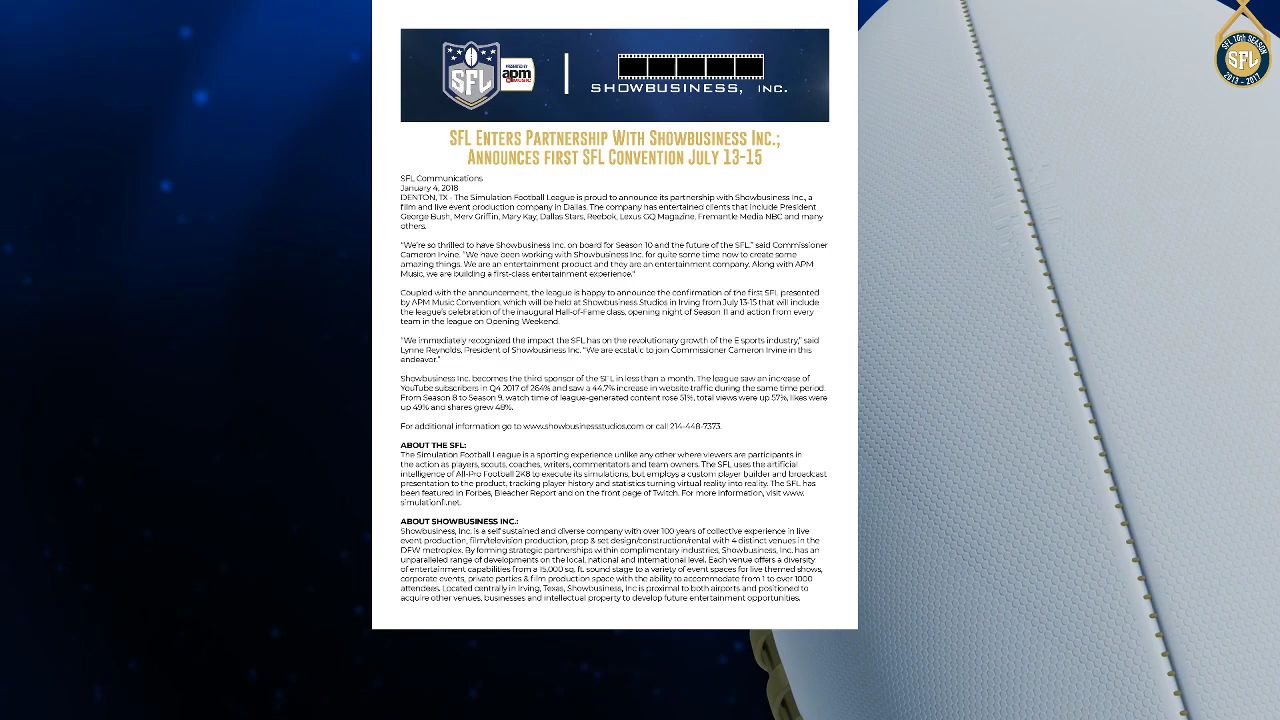 SFL
PRESENTED BY
apm
MUSIC
SHOWBUSINESS, INC.
SFL 10th SEASON
SFL
2013 - 2017
SFL ENTERS PARTNERSHIP WITH SHOWBUSINESS INC.;
ANNOUNCES FIRST SFL CONVENTION JULY 13-15
SFL Communications
January 4, 2018
DENTON, TX - The Simulation Football League is proud to announce its partnership with Showbusiness Inc., a
film and live event production company in Dallas. The company has entertained clients that include President
George Bush, Merv Griffin, Mary Kay, Dallas Stars, Reebok, Lexus GQ Magazine, Fremantle Media NBC and many
others.
"We're so thrilled to have Showbusiness Inc. on board for Season 10 and the future of the SFL," said Commissioner
Cameron Irvine. "We have been working with Showbusiness Inc. for quite some time now to create some
amazing things. We are an entertainment product and they are an entertainment company. Along with APM
Music, we are building a first-class entertainment experience."
Coupled with the announcement, the league is happy to announce the confirmation of the first SFL presented
by APM Music Convention, which will be held at Showbusiness Studios in Irving from July 13-15 that will include
the league's celebration of the inaugural Hall-of-Fame class, opening night of Season 11 and action from every
team in the league on Opening Weekend.
"We immediately recognized the impact the SFL has on the revolutionary growth of the E sports industry," said
Lynne Reynolds, President of Showbusiness Inc. "We are ecstatic to join Commissioner Cameron Irvine in this
endeavor."
Showbusiness Inc. becomes the third sponsor of the SFL in less than a month. The league saw an increase of
YouTube subscribers in Q4 2017 of 264% and saw a 44.7% increase in website traffic during the same time period.
From Season 8 to Season 9, watch time of league-generated content rose 51%, total views were up 57%, likes were
up 49% and shares grew 48%.
For additional information go to www.showbusinessstudios.com or call 214-448-7373.
ABOUT THE SFL:
The Simulation Football League is a sporting experience unlike any other where viewers are participants in
the action as players, scouts, coaches, writers, commentators and team owners. The SFL uses the artificial
intelligence of All-Pro Football 2K8 to execute its simulations, but employs a custom player builder and broadcast
presentation to the product, tracking player history and statistics turning virtual reality into reality. The SFL has
been featured in Forbes, Bleacher Report and on the front page of Twitch. For more information, visit www.
simulationfl.net.
ABOUT SHOWBUSINESS INC.:
Showbusiness, Inc. is a self sustained and diverse company with over 100 years of collective experience in live
event production, film/television production, prop & set design/construction/rental with 4 distinct venues in the
DFW metroplex. By forming strategic partnerships within complimentary industries, Showbusiness, Inc. has an
unparalleled range of developments on the local, national and international level. Each venue offers a diversity
of entertainment capabilities from a 15,000 sq. ft. sound stage to a variety of event spaces for live themed shows,
corporate events, private parties & film production space with the ability to accommodate from 1 to over 1000
attendees. Located centrally in Irving, Texas, Showbusiness, Inc is proximal to both airports and positioned to
acquire other venues, businesses and intellectual property to develop future entertainment opportunities.